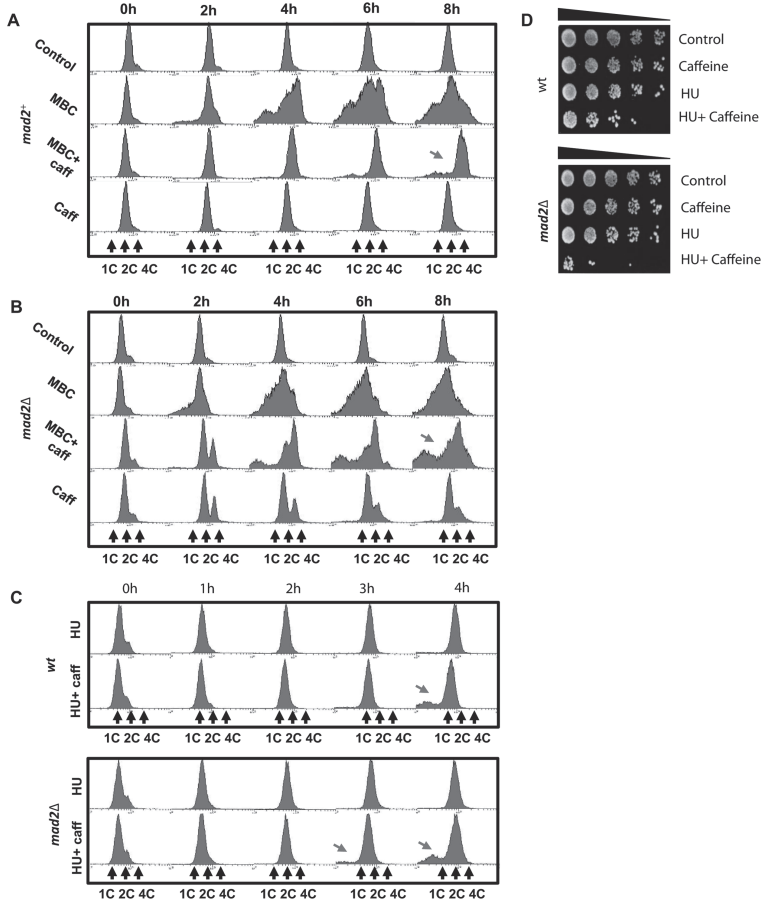 A
0h 2h 4h 6h 8h
mad2+
Control
MBC
MBC+
caff
Caff
1C 2C 4C 1C 2C 4C 1C 2C 4C 1C 2C 4C 1C 2C 4C
B
0h 2h 4h 6h 8h
mad2Δ
Control
MBC
MBC+
caff
Caff
1C 2C 4C 1C 2C 4C 1C 2C 4C 1C 2C 4C 1C 2C 4C
C
0h 1h 2h 3h 4h
wt
HU
HU+ caff
1C 2C 4C 1C 2C 4C 1C 2C 4C 1C 2C 4C 1C 2C 4C
mad2Δ
HU
HU+ caff
1C 2C 4C 1C 2C 4C 1C 2C 4C 1C 2C 4C 1C 2C 4C
D
wt
Control
Caffeine
HU
HU+ Caffeine
mad2Δ
Control
Caffeine
HU
HU+ Caffeine